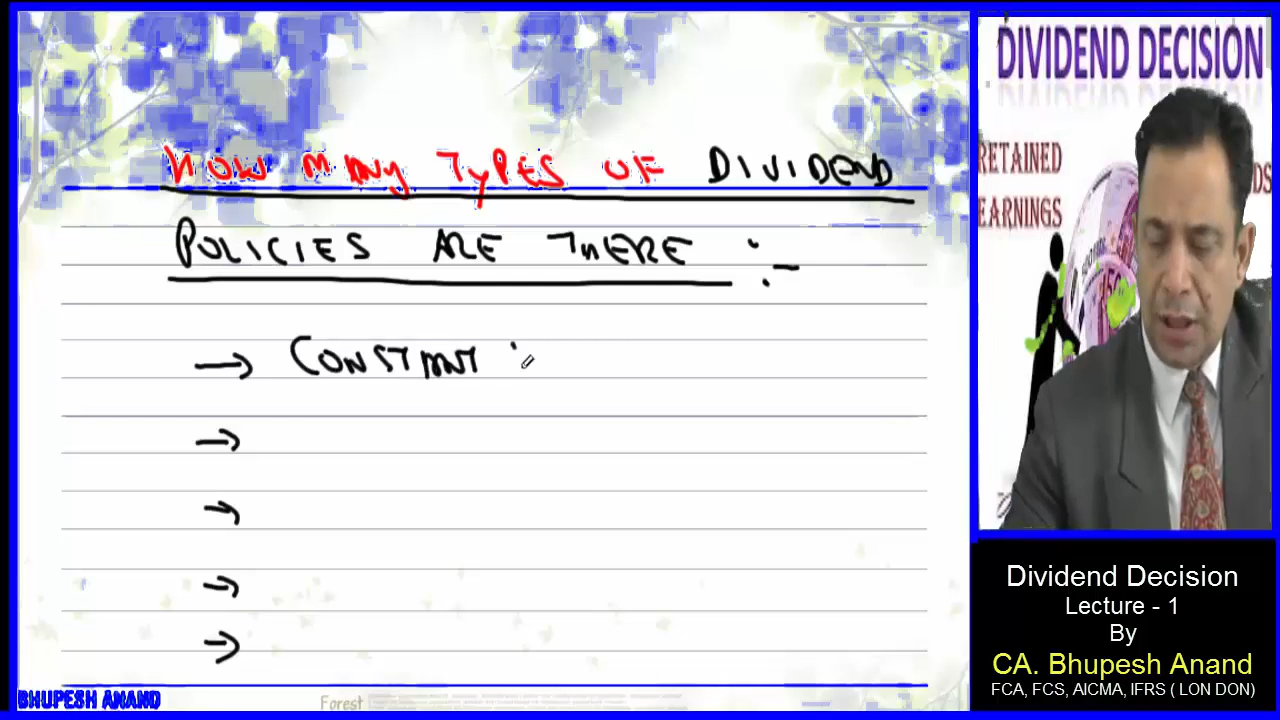 HOW MANY TYPES OF DIVIDEND
POLICIES ARE THERE :-
→ CONSTANT :
→
→
→
→
BHUPESH ANAND
Forest
DIVIDEND DECISION
RETAINED
EARNINGS
Dividend Decision
Lecture - 1
By
CA. Bhupesh Anand
FCA, FCS, AICMA, IFRS ( LON DON)